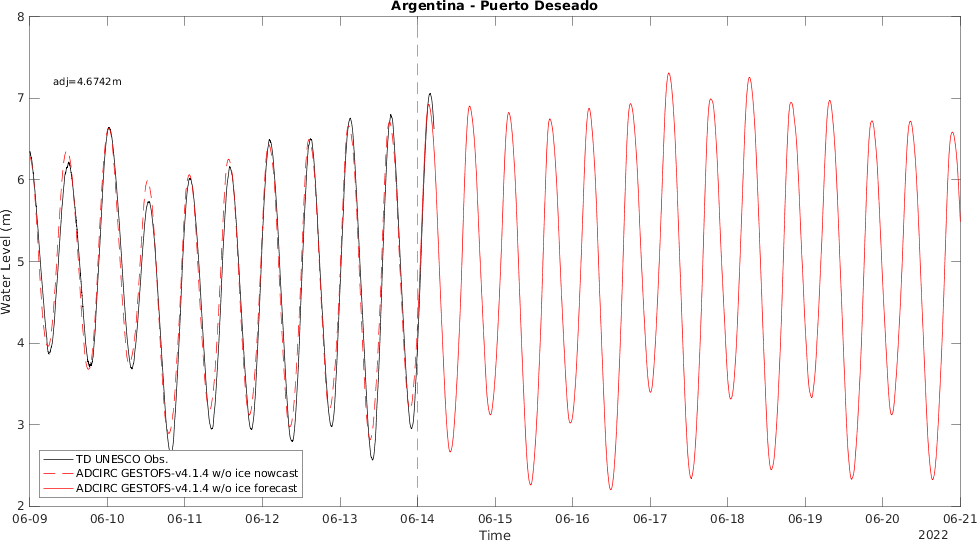 Argentina - Puerto Deseado
8
7
6
5
4
3
2
Water Level (m)
adj=4.6742m
TD UNESCO Obs.
ADCIRC GESTOFS-v4.1.4 w/o ice nowcast
ADCIRC GESTOFS-v4.1.4 w/o ice forecast
06-09 06-10 06-11 06-12 06-13 06-14 06-15 06-16 06-17 06-18 06-19 06-20 06-21
Time
2022